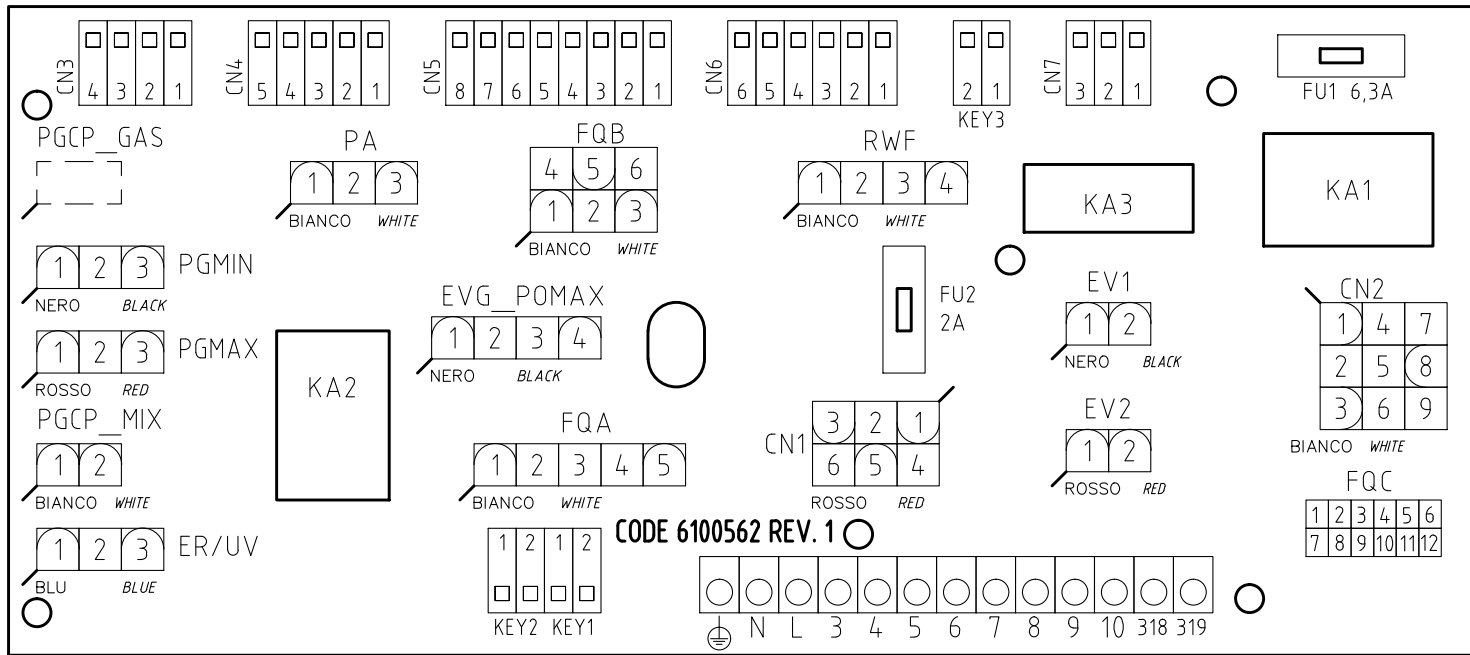 CN3
4 3 2 1
CN4
5 4 3 2 1
CN5
8 7 6 5 4 3 2 1
CN6
6 5 4 3 2 1
2 1
KEY3
CN7
3 2 1
FU1 6,3A
PGCP_GAS
PA
1 2 3
BIANCO WHITE
FQB
4 5 6
1 2 3
BIANCO WHITE
RWF
1 2 3 4
BIANCO WHITE
KA3
KA1
1 2 3 PGMIN
NERO BLACK
EVG_POMAX
1 2 3 4
NERO BLACK
FU2
2A
EV1
1 2
NERO BLACK
CN2
1 4 7
2 5 8
3 6 9
BIANCO WHITE
1 2 3 PGMAX
ROSSO RED
KA2
PGCP_MIX
1 2
BIANCO WHITE
FQA
1 2 3 4 5
BIANCO WHITE
CN1
3 2 1
6 5 4
ROSSO RED
EV2
1 2
ROSSO RED
FQC
1 2 3 4 5 6
7 8 9 10 11 12
1 2 3 ER/UV
BLU BLUE
1 2 1 2
KEY2 KEY1
CODE 6100562 REV. 1
N L 3 4 5 6 7 8 9 10 318 319